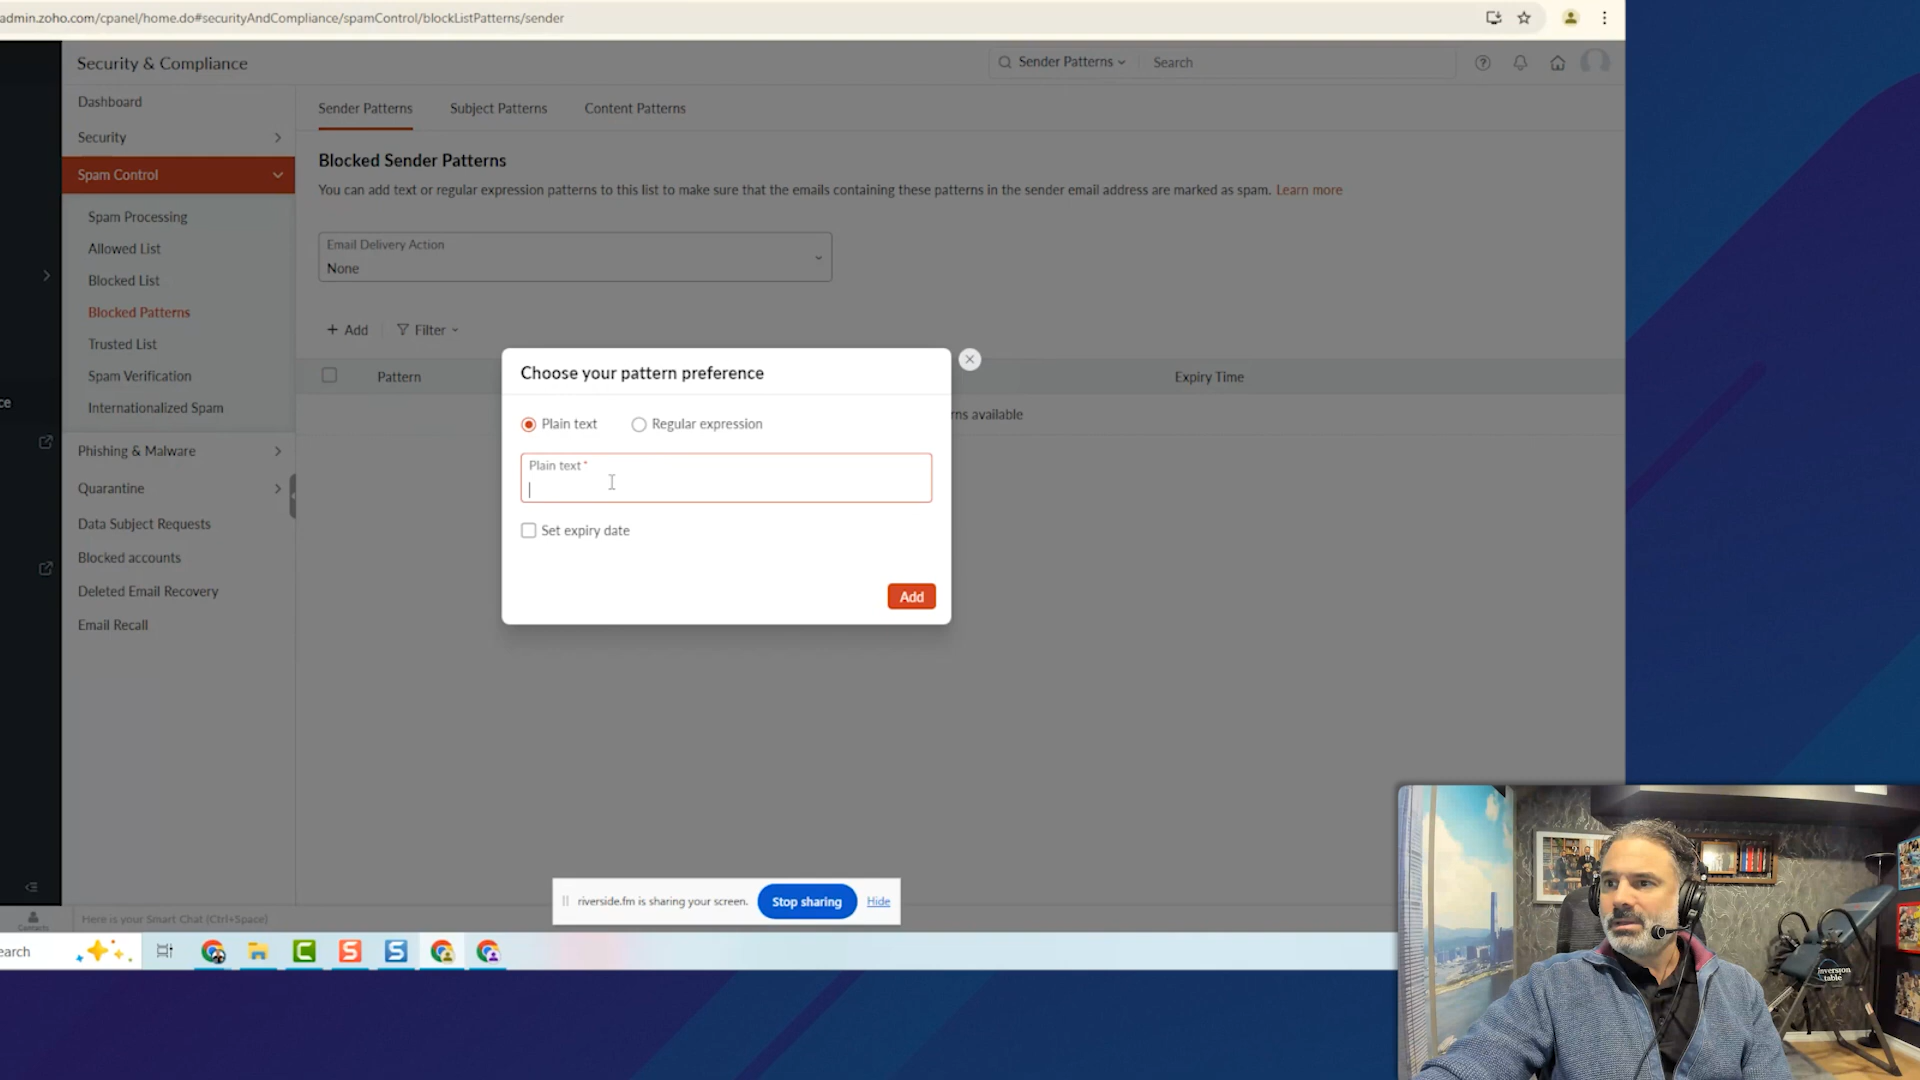 admin.zoho.com/cpanel/home.do#securityAndCompliance/spamControl/blockListPatterns/sender
Security & Compliance
Sender Patterns
Search
Dashboard
Security
Spam Control
Spam Processing
Allowed List
Blocked List
Blocked Patterns
Trusted List
Spam Verification
Internationalized Spam
Phishing & Malware
Quarantine
Data Subject Requests
Blocked accounts
Deleted Email Recovery
Email Recall
ce
Sender Patterns
Subject Patterns
Content Patterns
Blocked Sender Patterns
You can add text or regular expression patterns to this list to make sure that the emails containing these patterns in the sender email address are marked as spam. Learn more
Email Delivery Action
None
+ Add
Filter
Pattern
Expiry Time
rns available
Choose your pattern preference
Plain text
Regular expression
Plain text *
Set expiry date
Add
riverside.fm is sharing your screen.
Stop sharing
Hide
Contacts
Here is your Smart Chat (Ctrl+Space)
earch
Inversion
table